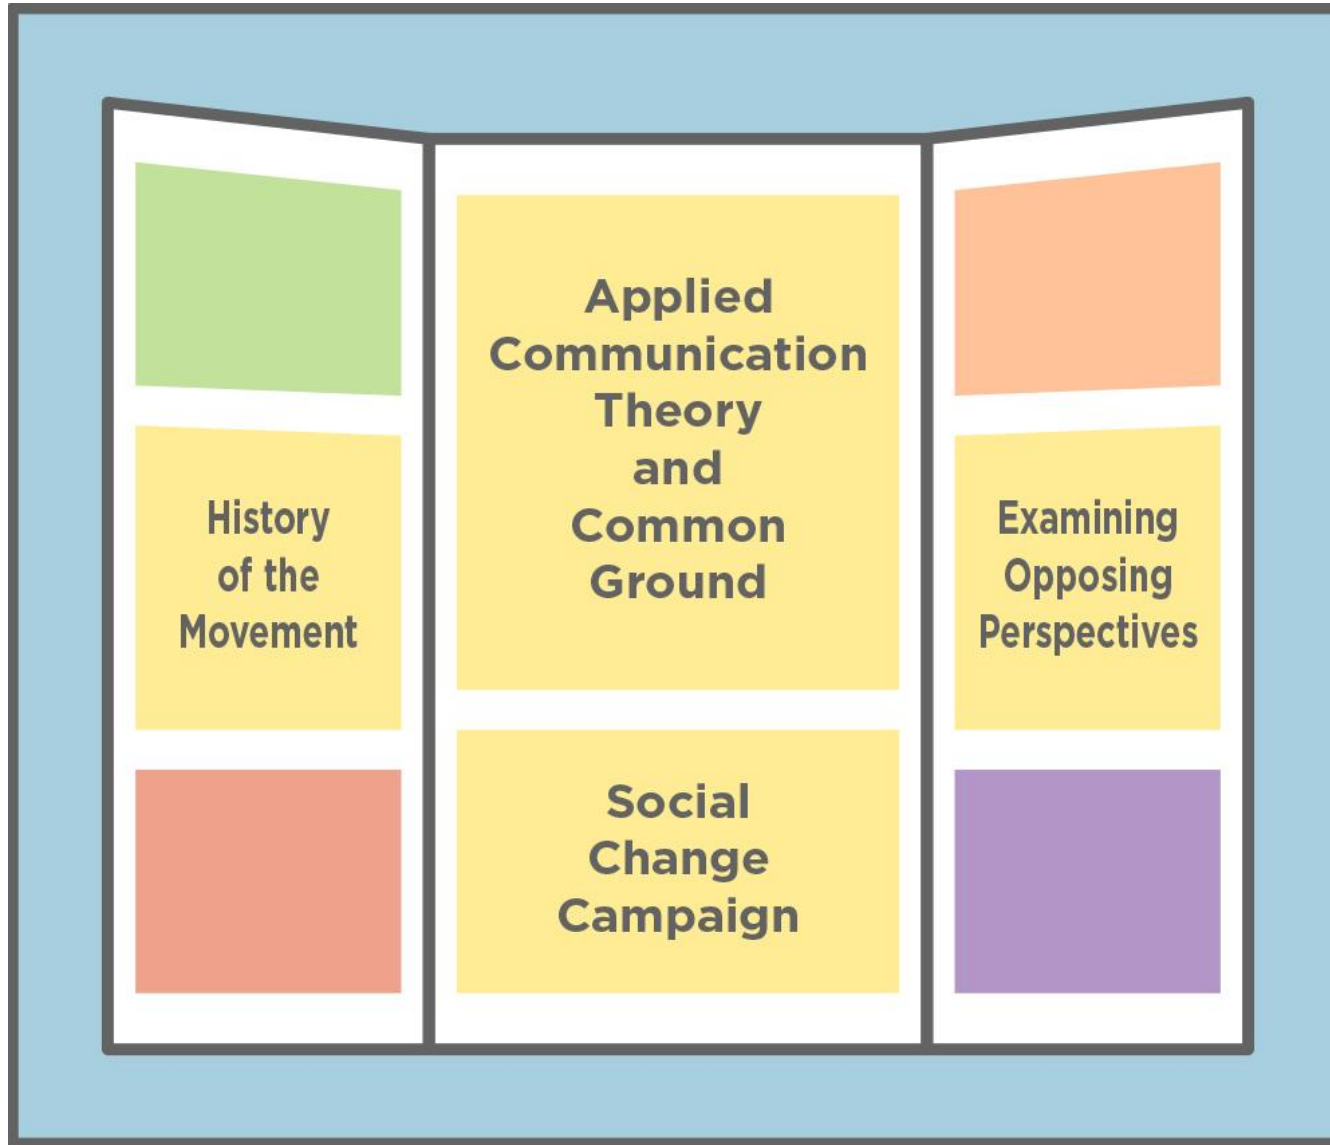 History
of the
Movement
Applied
Communication
Theory
and
Common
Ground
Social
Change
Campaign
Examining
Opposing
Perspectives